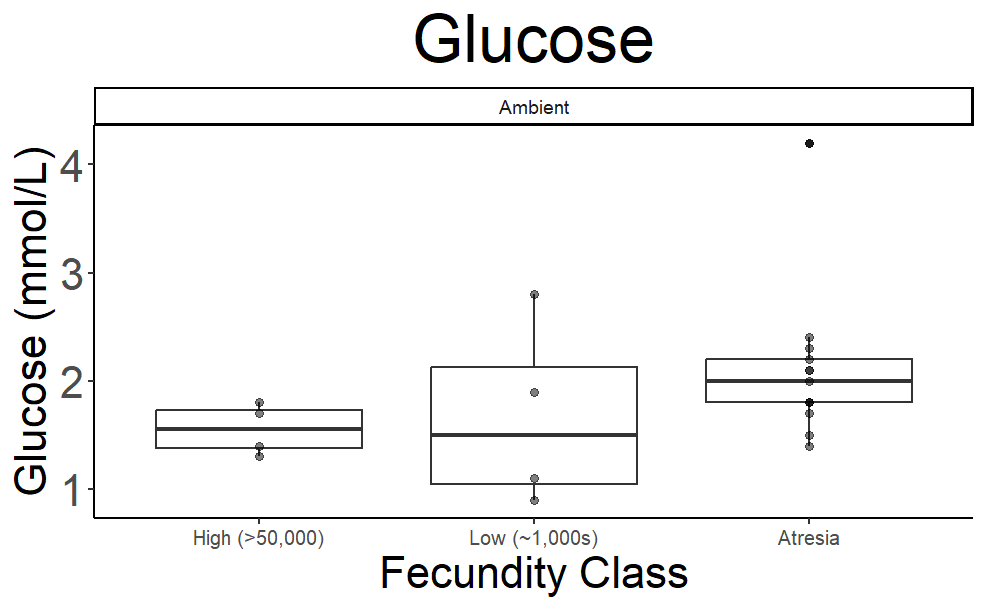 Glucose
Ambient
Glucose (mmol/L)
4
3
2
1
High (>50,000)
Low (~1,000s)
Atresia
Fecundity Class